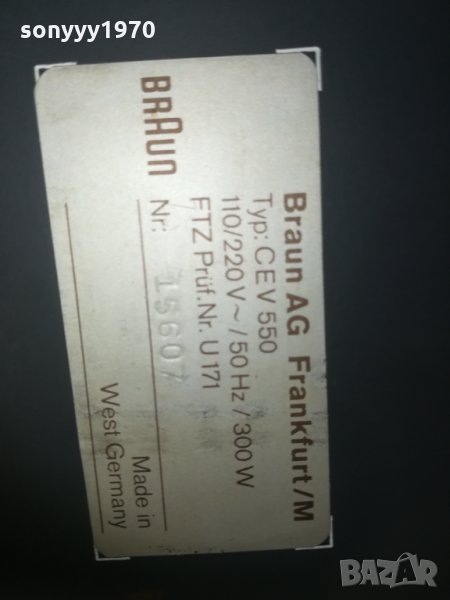 sonyyy1970
Braun AG Frankfurt/M
Typ: CEV 550
110/220 V ~ / 50 Hz / 300 W
FTZ Prüf.Nr. U 171
BRAUN Nr: 15607
Made in
West Germany
BAZAR